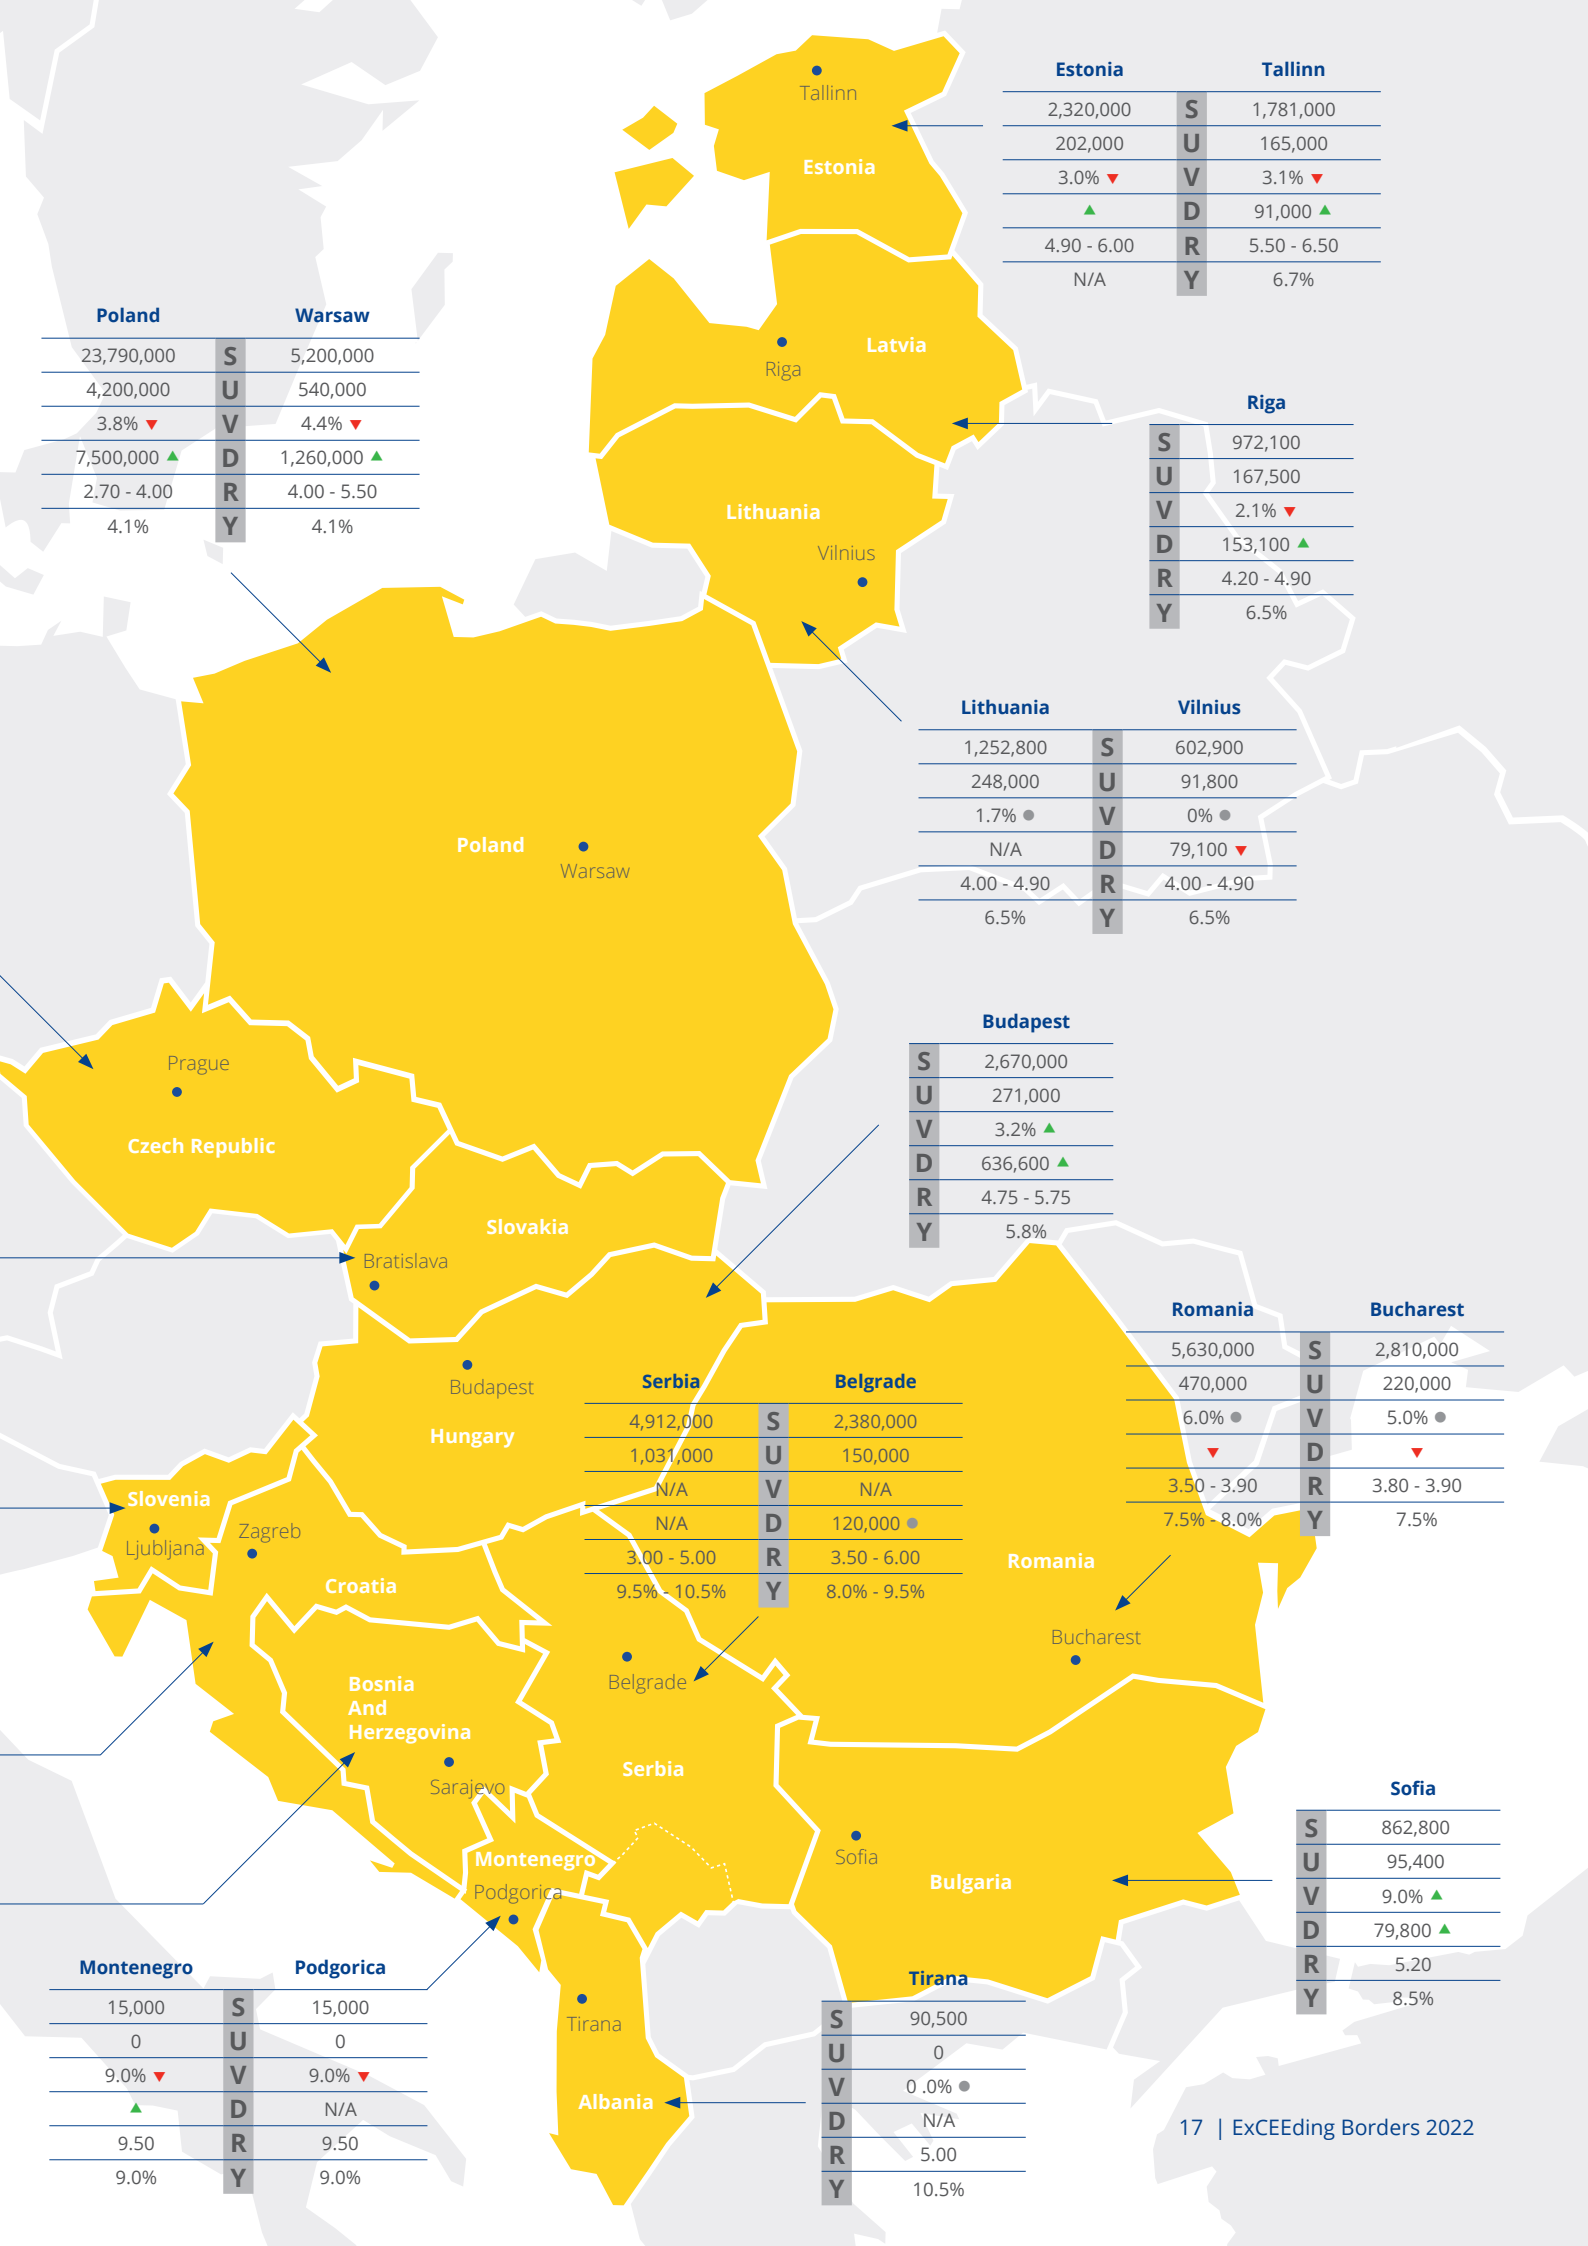 Tallinn
Estonia
Estonia Tallinn
2,320,000 S 1,781,000
202,000 U 165,000
3.0% ▼ V 3.1% ▼
▲ D 91,000 ▲
4.90 - 6.00 R 5.50 - 6.50
N/A Y 6.7%
Poland Warsaw
23,790,000 S 5,200,000
4,200,000 U 540,000
3.8% ▼ V 4.4% ▼
7,500,000 ▲ D 1,260,000 ▲
2.70 - 4.00 R 4.00 - 5.50
4.1% Y 4.1%
Latvia
Riga
Riga
S 972,100
U 167,500
V 2.1% ▼
D 153,100 ▲
R 4.20 - 4.90
Y 6.5%
Lithuania
Vilnius
Lithuania Vilnius
1,252,800 S 602,900
248,000 U 91,800
1.7% ● V 0% ●
N/A D 79,100 ▼
4.00 - 4.90 R 4.00 - 4.90
6.5% Y 6.5%
Poland
Warsaw
Budapest
S 2,670,000
U 271,000
V 3.2% ▲
D 636,600 ▲
R 4.75 - 5.75
Y 5.8%
Prague
Czech Republic
Slovakia
Bratislava
Budapest
Hungary
Romania Bucharest
5,630,000 S 2,810,000
470,000 U 220,000
6.0% ● V 5.0% ●
▼ D ▼
3.50 - 3.90 R 3.80 - 3.90
7.5% - 8.0% Y 7.5%
Serbia Belgrade
4,912,000 S 2,380,000
1,031,000 U 150,000
N/A V N/A
N/A D 120,000 ●
3.00 - 5.00 R 3.50 - 6.00
9.5% - 10.5% Y 8.0% - 9.5%
Slovenia
Ljubljana
Zagreb
Croatia
Romania
Bucharest
Belgrade
Bosnia
And
Herzegovina
Sarajevo
Serbia
Montenegro
Podgorica
Sofia
Bulgaria
Sofia
S 862,800
U 95,400
V 9.0% ▲
D 79,800 ▲
R 5.20
Y 8.5%
Montenegro Podgorica
15,000 S 15,000
0 U 0
9.0% ▼ V 9.0% ▼
▲ D N/A
9.50 R 9.50
9.0% Y 9.0%
Tirana
Albania
Tirana
S 90,500
U 0
V 0 .0% ●
D N/A
R 5.00
Y 10.5%
17 | ExCEEding Borders 2022